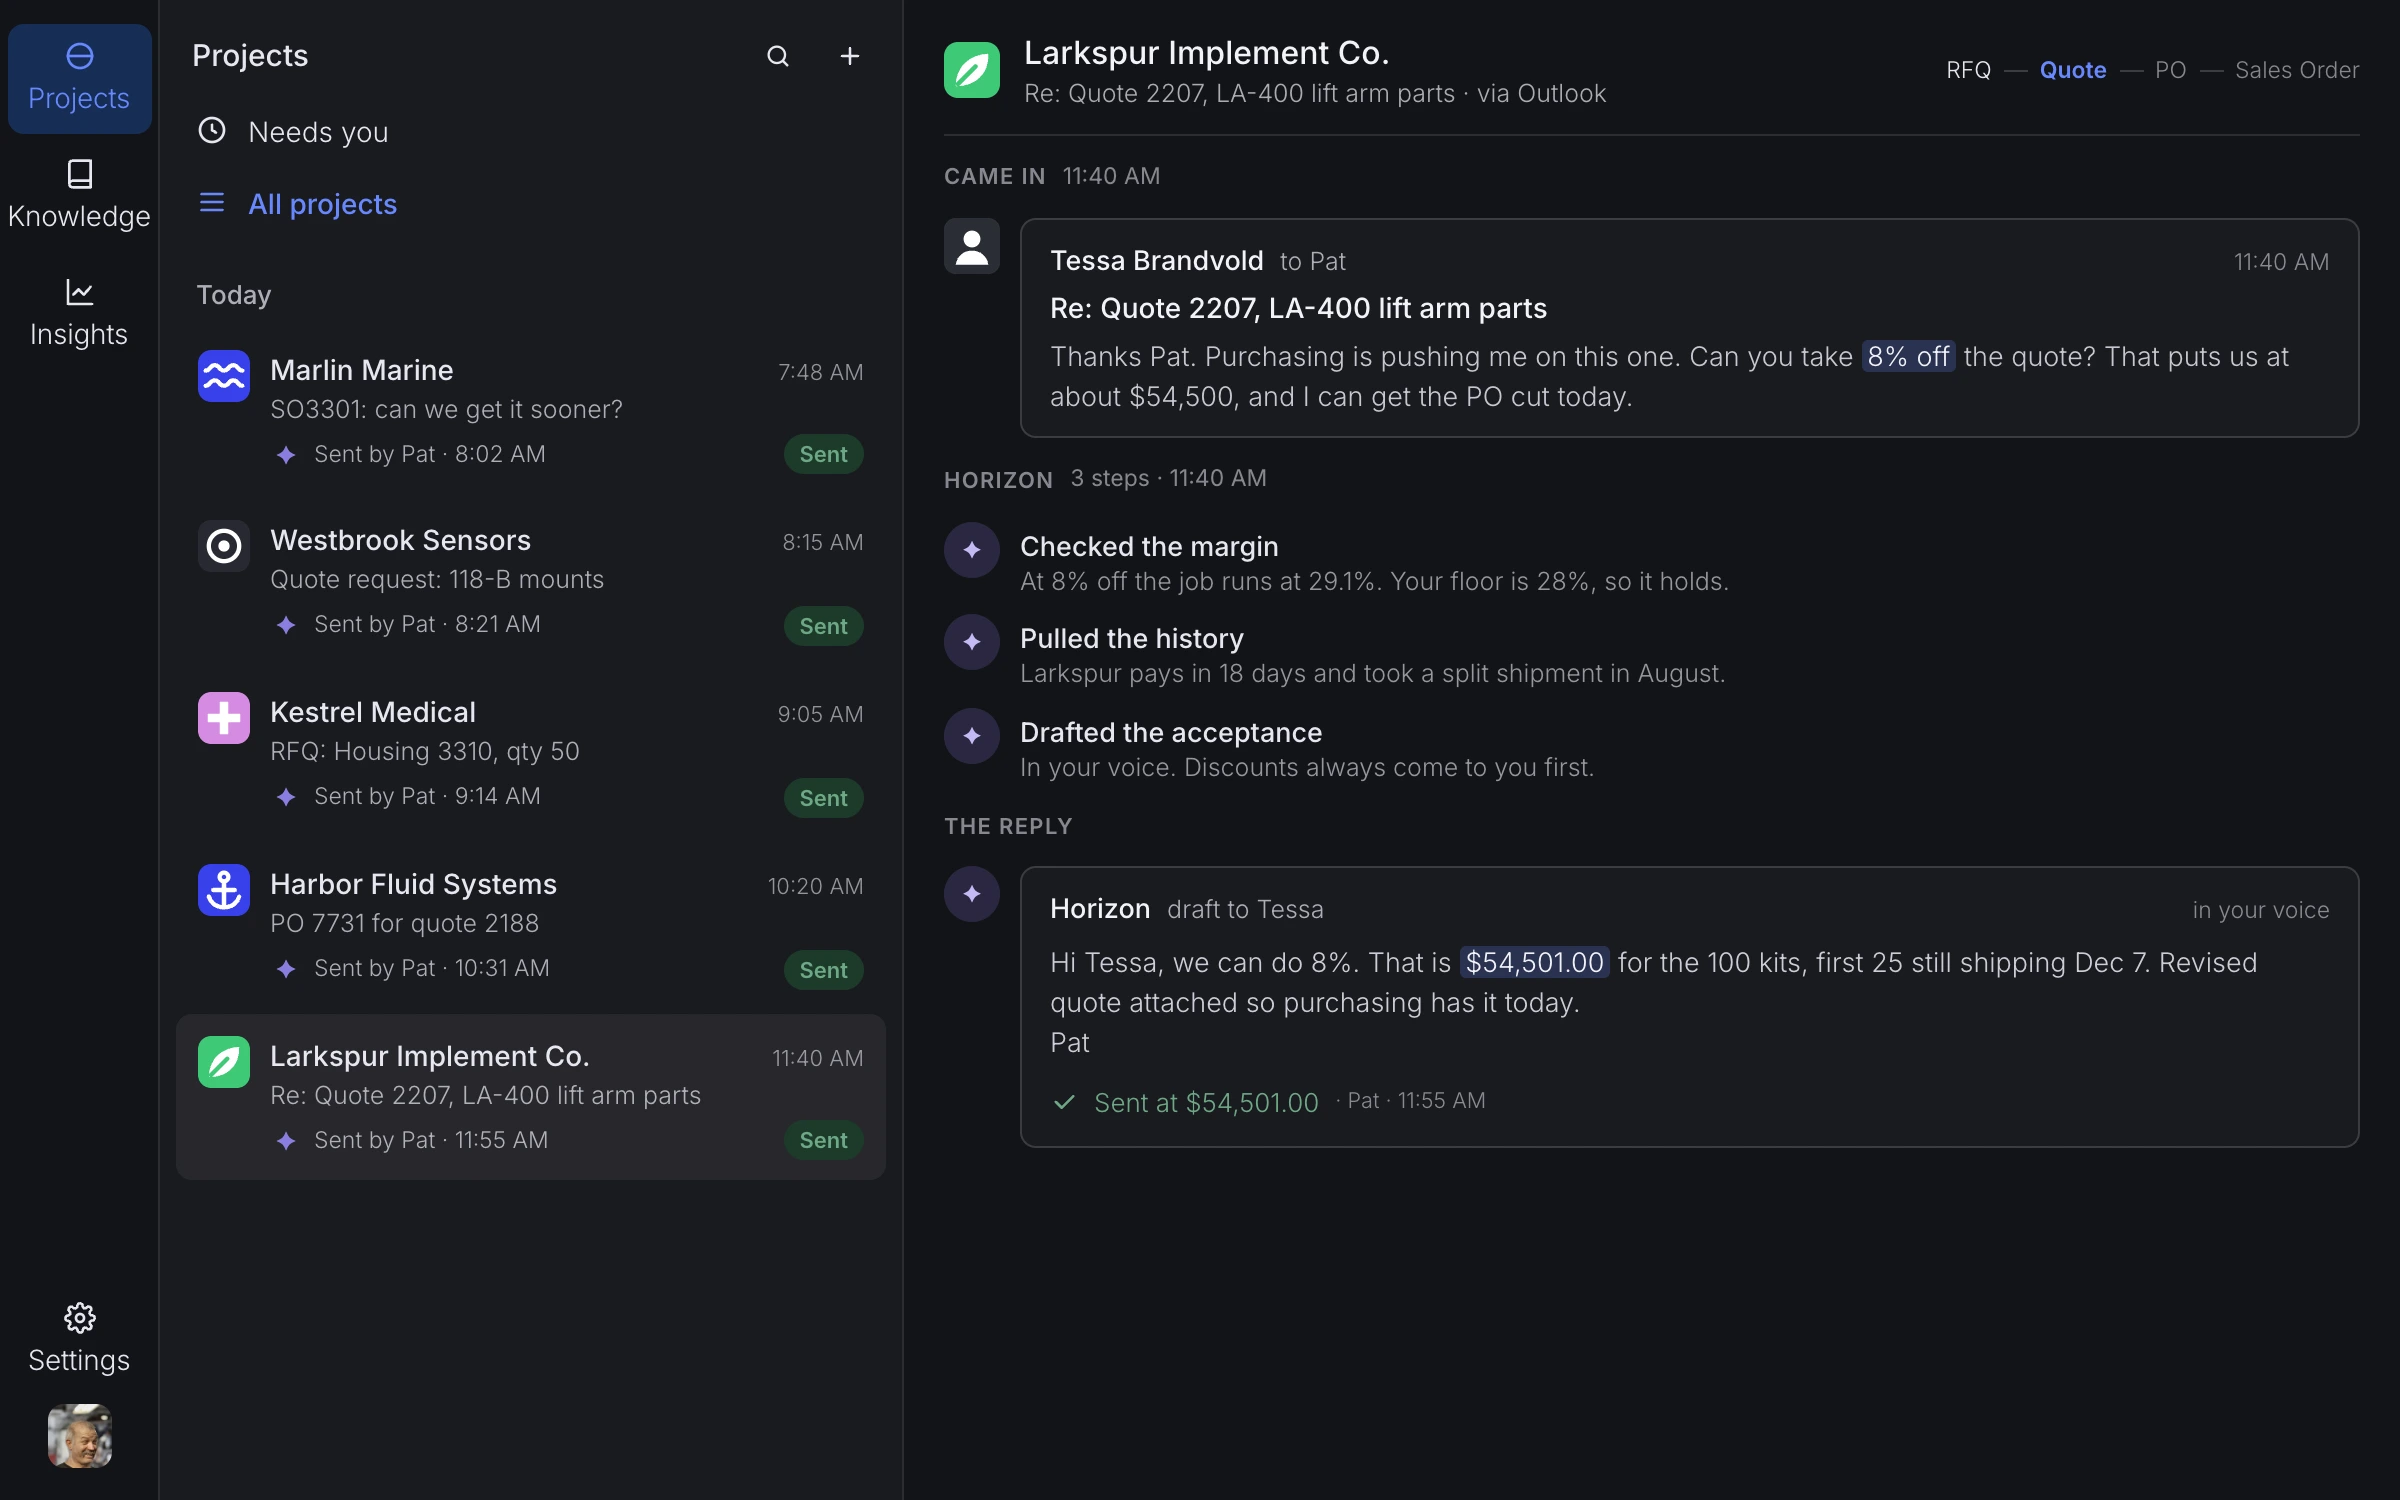 Projects
Knowledge
Insights
Settings
Projects
Needs you
All projects
Today
Marlin Marine
7:48 AM
SO3301: can we get it sooner?
Sent by Pat · 8:02 AM
Sent
Westbrook Sensors
8:15 AM
Quote request: 118-B mounts
Sent by Pat · 8:21 AM
Sent
Kestrel Medical
9:05 AM
RFQ: Housing 3310, qty 50
Sent by Pat · 9:14 AM
Sent
Harbor Fluid Systems
10:20 AM
PO 7731 for quote 2188
Sent by Pat · 10:31 AM
Sent
Larkspur Implement Co.
11:40 AM
Re: Quote 2207, LA-400 lift arm parts
Sent by Pat · 11:55 AM
Sent
Larkspur Implement Co.
Re: Quote 2207, LA-400 lift arm parts · via Outlook
RFQ — Quote — PO — Sales Order
CAME IN 11:40 AM
Tessa Brandvold to Pat
11:40 AM
Re: Quote 2207, LA-400 lift arm parts
Thanks Pat. Purchasing is pushing me on this one. Can you take 8% off the quote? That puts us at
about $54,500, and I can get the PO cut today.
HORIZON 3 steps · 11:40 AM
Checked the margin
At 8% off the job runs at 29.1%. Your floor is 28%, so it holds.
Pulled the history
Larkspur pays in 18 days and took a split shipment in August.
Drafted the acceptance
In your voice. Discounts always come to you first.
THE REPLY
Horizon draft to Tessa
in your voice
Hi Tessa, we can do 8%. That is $54,501.00 for the 100 kits, first 25 still shipping Dec 7. Revised
quote attached so purchasing has it today.
Pat
Sent at $54,501.00 · Pat · 11:55 AM